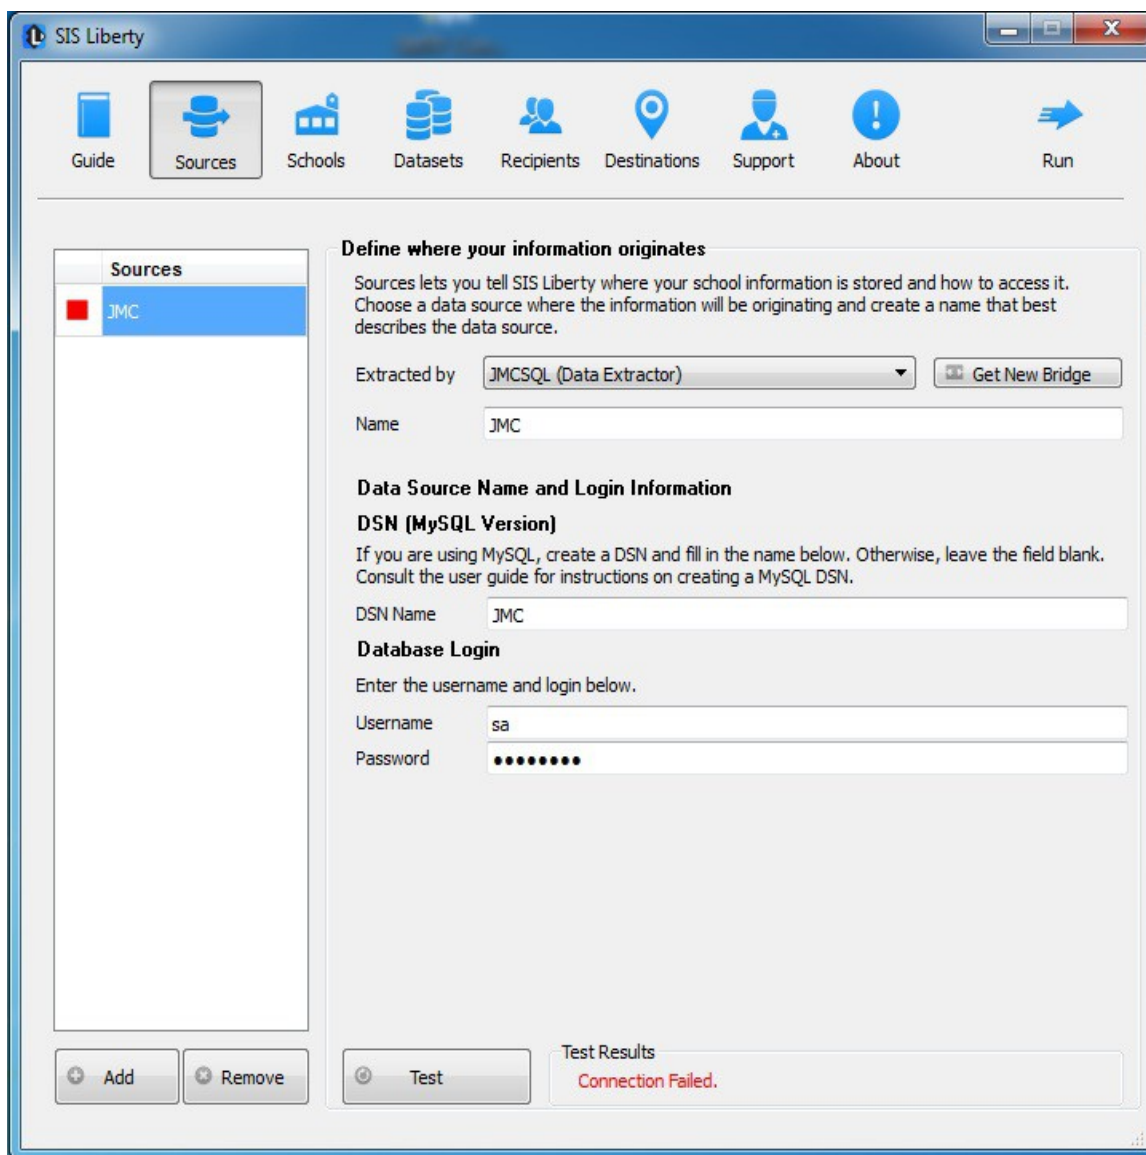 SIS Liberty
Guide
Sources
Schools
Datasets
Recipients
Destinations
Support
About
Run
Sources
JMC
Define where your information originates
Sources lets you tell SIS Liberty where your school information is stored and how to access it.
Choose a data source where the information will be originating and create a name that best
describes the data source.
Extracted by JMCSQL (Data Extractor) Get New Bridge
Name JMC
Data Source Name and Login Information
DSN (MySQL Version)
If you are using MySQL, create a DSN and fill in the name below. Otherwise, leave the field blank.
Consult the user guide for instructions on creating a MySQL DSN.
DSN Name JMC
Database Login
Enter the username and login below.
Username sa
Password ●●●●●●●●
Add Remove Test
Test Results
Connection Failed.